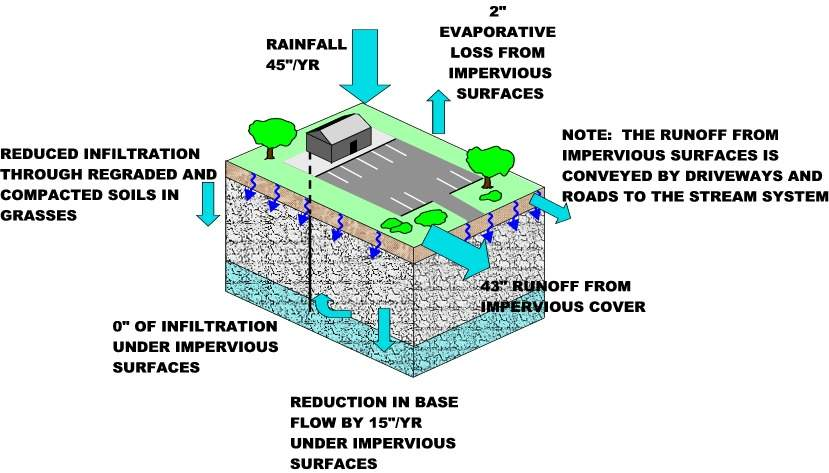 2"
EVAPORATIVE
LOSS FROM
IMPERVIOUS
SURFACES
RAINFALL
45"/YR
NOTE: THE RUNOFF FROM
IMPERVIOUS SURFACES IS
CONVEYED BY DRIVEWAYS AND
ROADS TO THE STREAM SYSTEM
REDUCED INFILTRATION
THROUGH REGRADED AND
COMPACTED SOILS IN
GRASSES
43" RUNOFF FROM
IMPERVIOUS COVER
0" OF INFILTRATION
UNDER IMPERVIOUS
SURFACES
REDUCTION IN BASE
FLOW BY 15"/YR
UNDER IMPERVIOUS
SURFACES